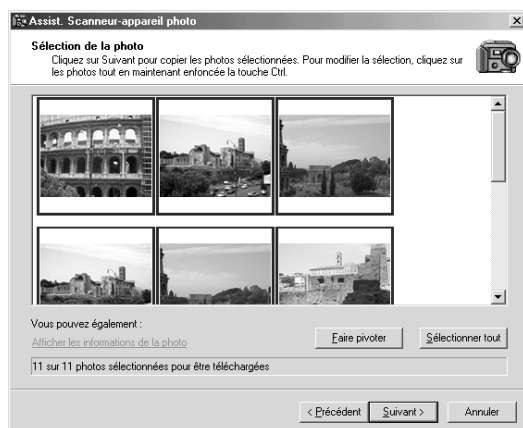 Assist. Scanneur-appareil photo
Sélection de la photo
Cliquez sur Suivant pour copier les photos sélectionnées. Pour modifier la sélection, cliquez sur
les photos tout en maintenant enfoncée la touche Ctrl.
Vous pouvez également :
Afficher les informations de la photo
Faire pivoter
Sélectionner tout
11 sur 11 photos sélectionnées pour être téléchargées
< Précédent
Suivant >
Annuler